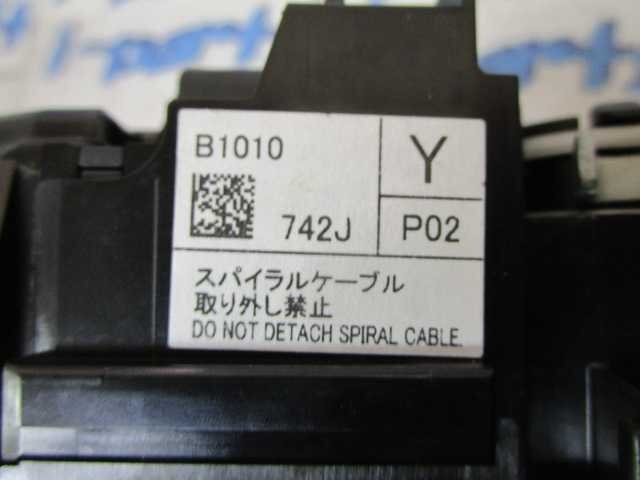 B1010
Y
742J
P02
スパイラルケーブル
取り外し禁止
DO NOT DETACH SPIRAL CABLE.